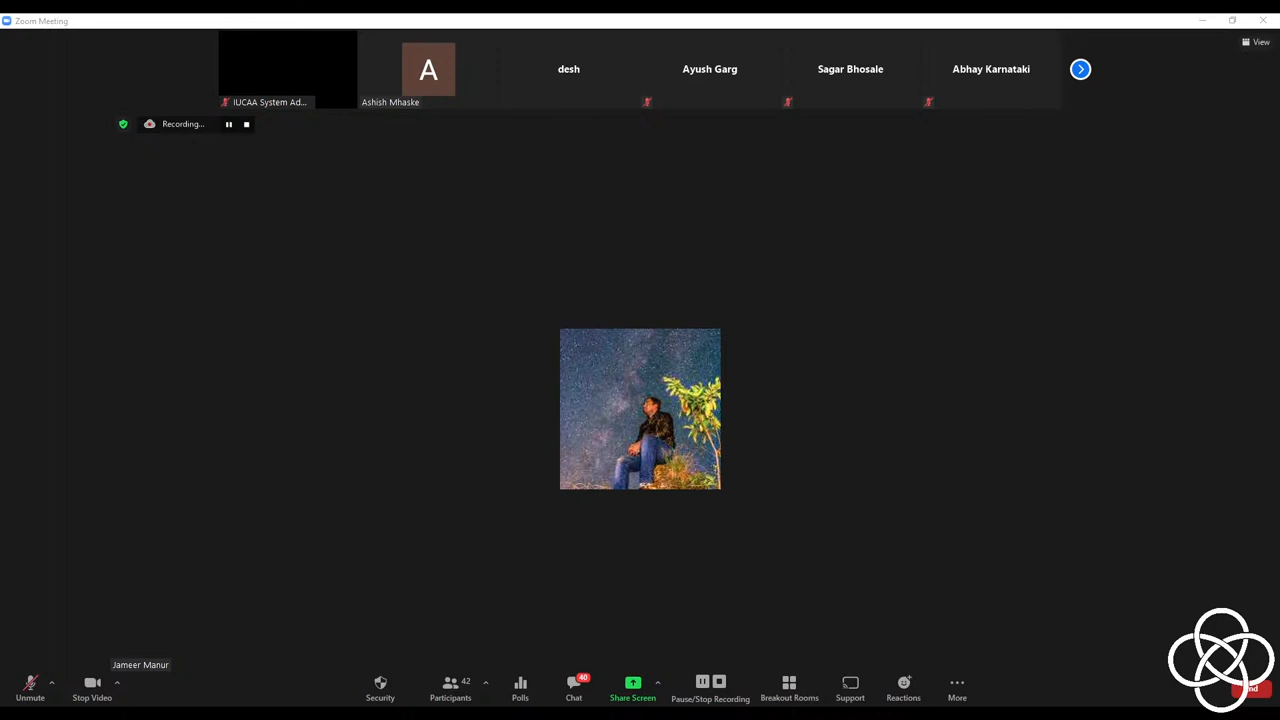 Zoom Meeting
View
A
desh
Ayush Garg
Sagar Bhosale
Abhay Karnataki
IUCAA System Ad...
Ashish Mhaske
Recording...
Jameer Manur
42
40
Unmute
Stop Video
Security
Participants
Polls
Chat
Share Screen
Pause/Stop Recording
Breakout Rooms
Support
Reactions
More